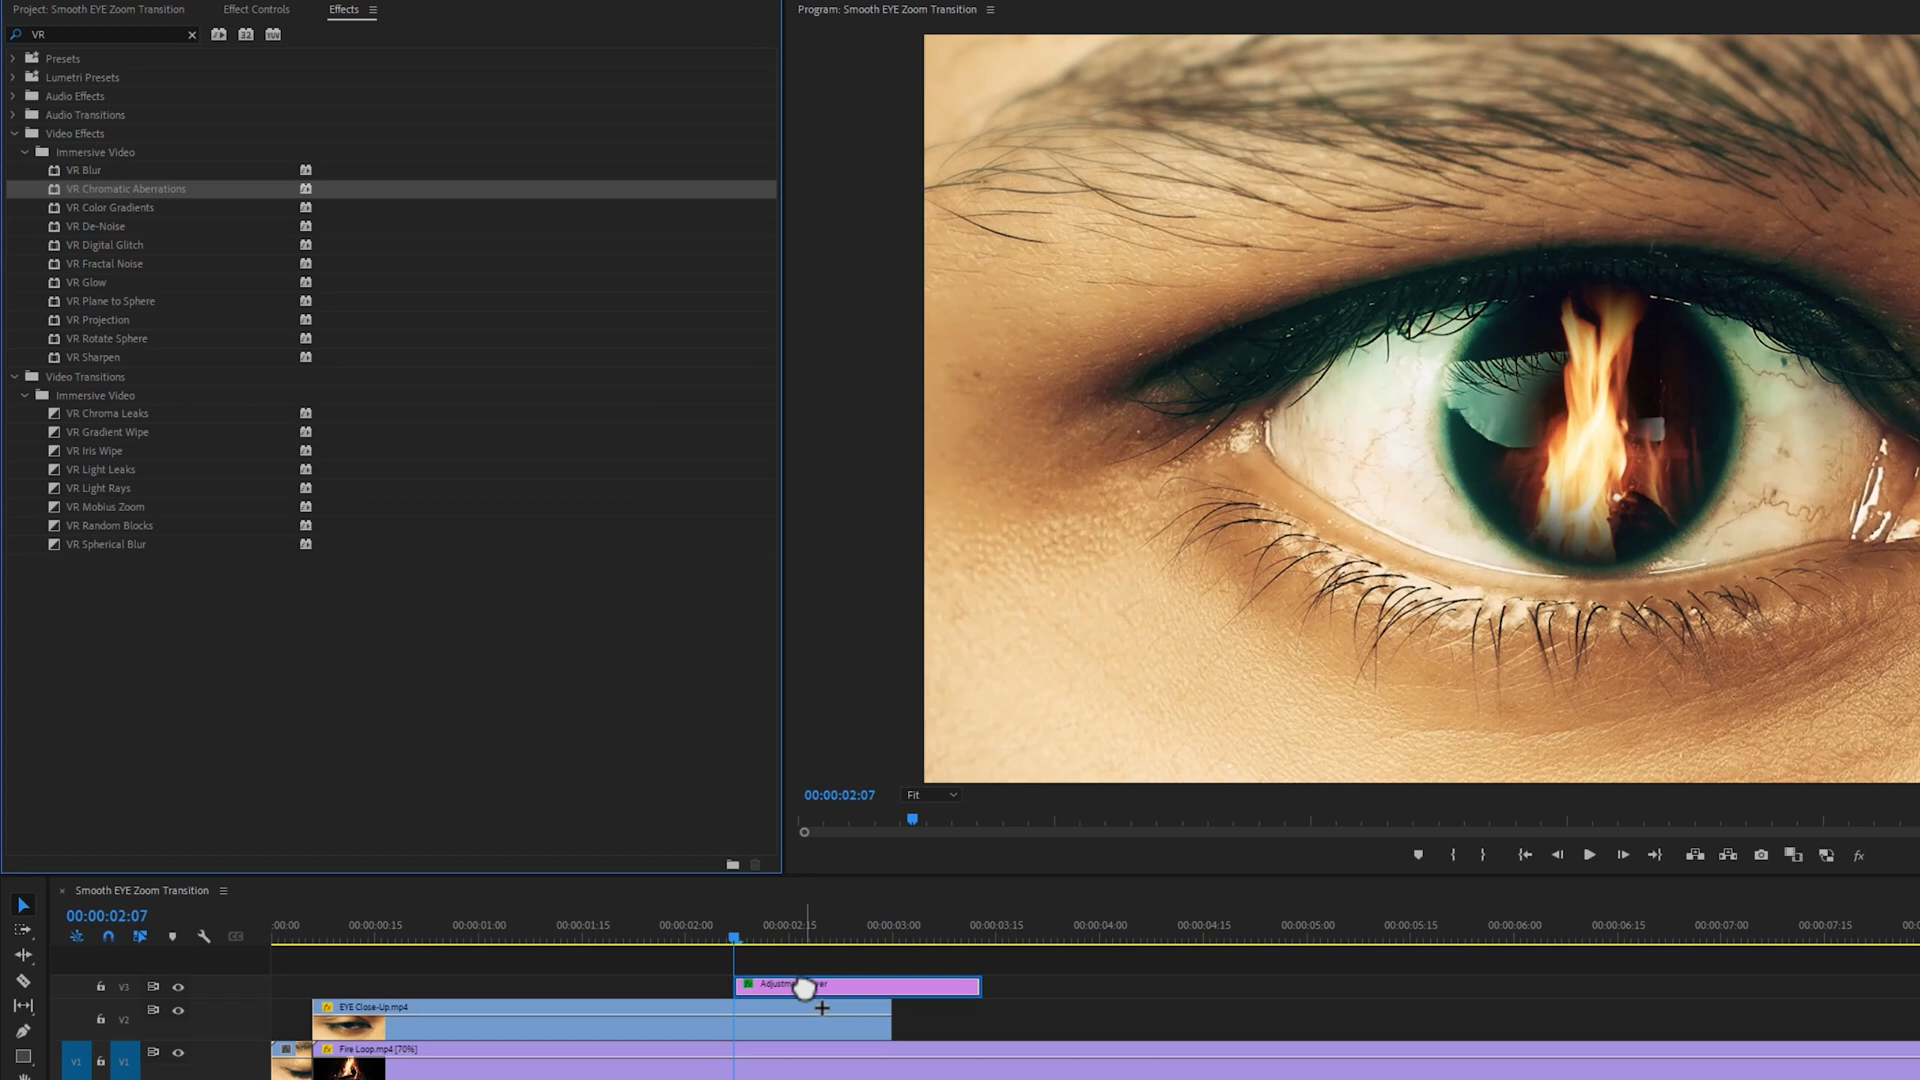 Project: Smooth EYE Zoom Transition
Effect Controls
Effects
VR
32
YUV
Presets
Lumetri Presets
Audio Effects
Audio Transitions
Video Effects
Immersive Video
VR Blur
VR Chromatic Aberrations
VR Color Gradients
VR De-Noise
VR Digital Glitch
VR Fractal Noise
VR Glow
VR Plane to Sphere
VR Projection
VR Rotate Sphere
VR Sharpen
Video Transitions
Immersive Video
VR Chroma Leaks
VR Gradient Wipe
VR Iris Wipe
VR Light Leaks
VR Light Rays
VR Mobius Zoom
VR Random Blocks
VR Spherical Blur
Program: Smooth EYE Zoom Transition
00:00:02:07
Fit
fx
Smooth EYE Zoom Transition
00:00:02:07
:00:00
00:00:00:15
00:00:01:00
00:00:01:15
00:00:02:00
00:00:02:15
00:00:03:00
00:00:03:15
00:00:04:00
00:00:04:15
00:00:05:00
00:00:05:15
00:00:06:00
00:00:06:15
00:00:07:00
00:00:07:15
V3
fx
V2
fx EYE Close-Up.mp4
V1
V1
fx Fire Loop.mp4 [70%]